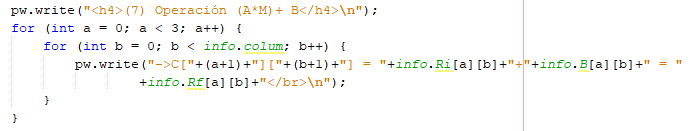 pw.write("<h4>(7) Operación (A*M)+ B</h4>\n");
for (int a = 0; a < 3; a++) {
for (int b = 0; b < info.colum; b++) {
pw.write("->C["+(a+1)+"]["+(b+1)+"] = "+info.Ri[a][b]+"+"+info.B[a][b]+" = "
+info.Rf[a][b]+"</br>\n");
}
}